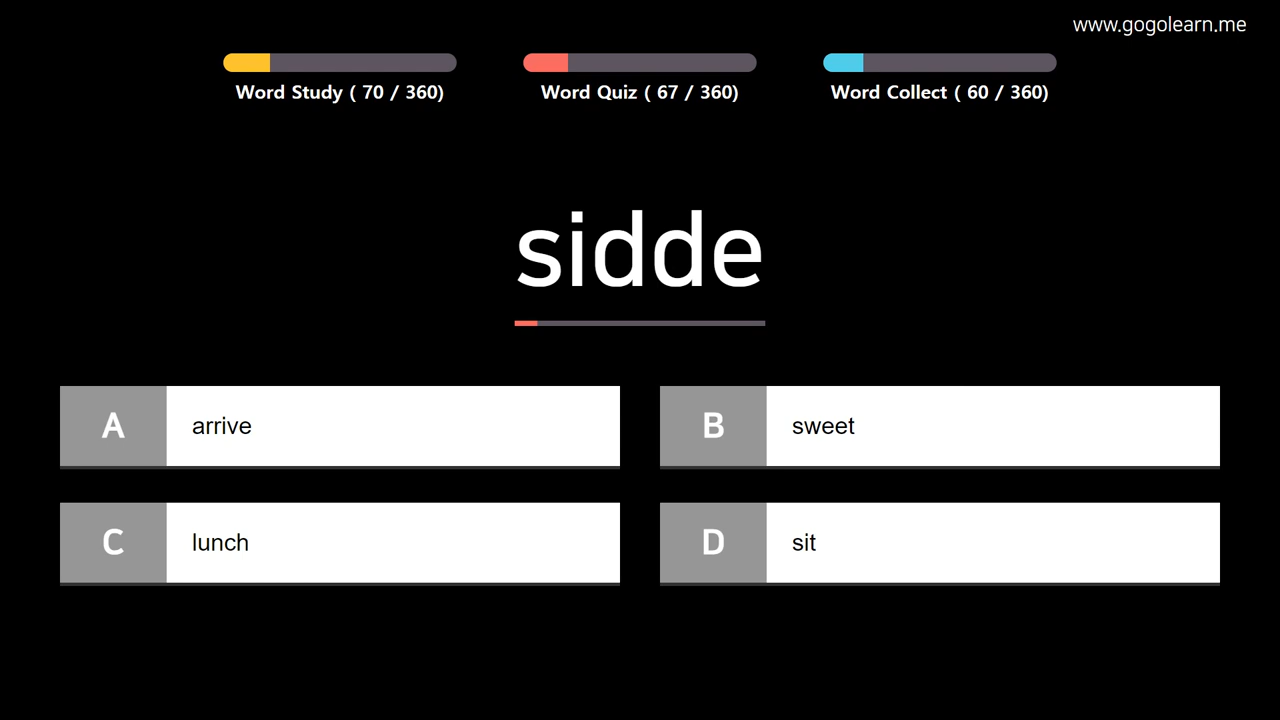 www.gogolearn.me
Word Study ( 70 / 360)
Word Quiz ( 67 / 360)
Word Collect ( 60 / 360)
sidde
A arrive
B sweet
C lunch
D sit